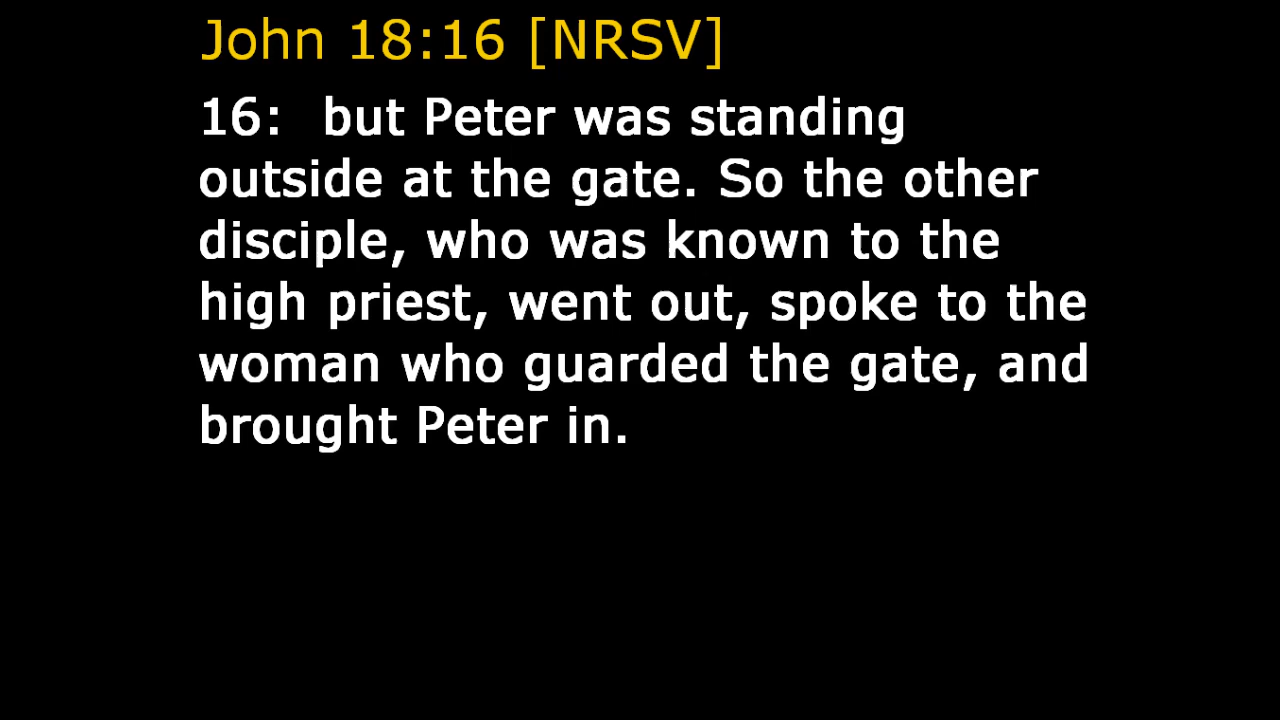 John 18:16 [NRSV]
16:  but Peter was standing
outside at the gate. So the other
disciple, who was known to the
high priest, went out, spoke to the
woman who guarded the gate, and
brought Peter in.